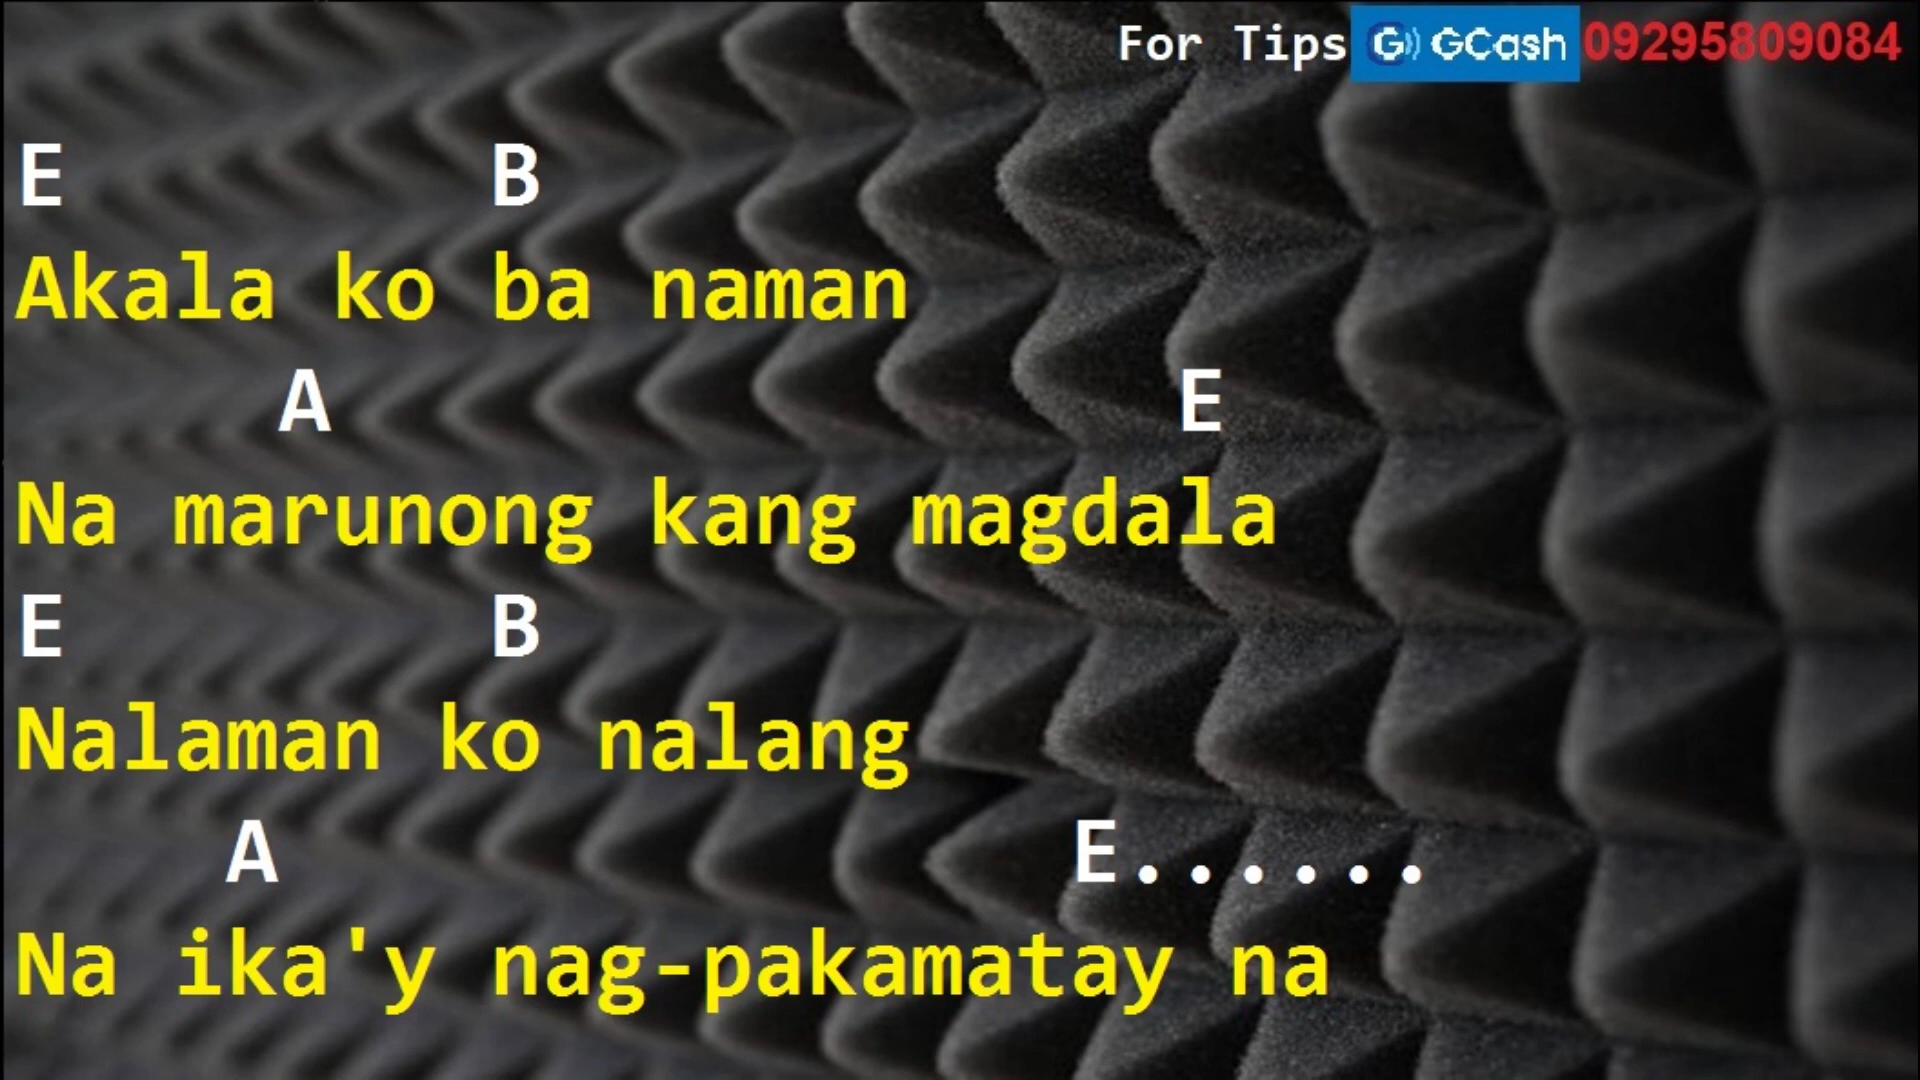 For Tips GCash 09295809084
E B
Akala ko ba naman
A E
Na marunong kang magdala
E B
Nalaman ko nalang
A E......
Na ika'y nag-pakamatay na